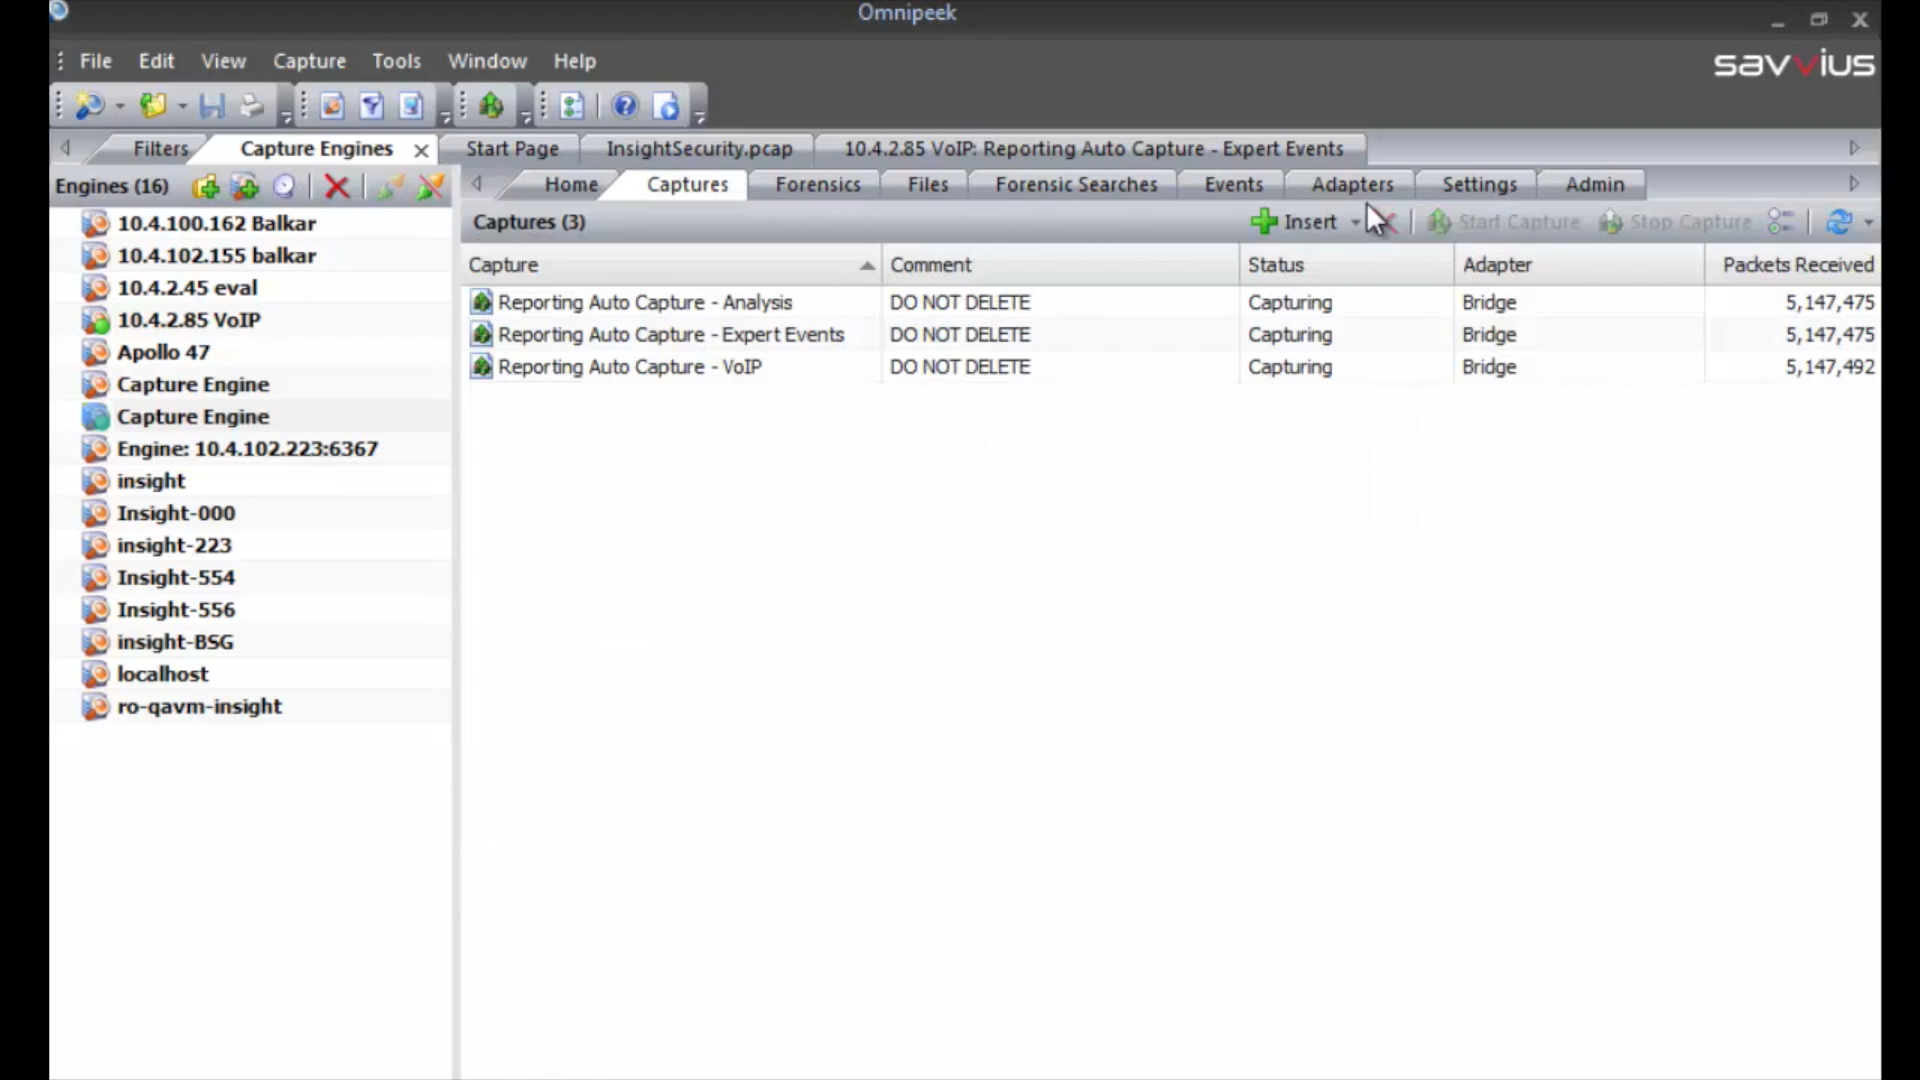 Omnipeek
File Edit View Capture Tools Window Help
savvius
Filters Capture Engines Start Page InsightSecurity.pcap 10.4.2.85 VoIP: Reporting Auto Capture - Expert Events
Engines (16)
Home Captures Forensics Files Forensic Searches Events Adapters Settings Admin
Captures (3) Insert Start Capture Stop Capture
Capture Comment Status Adapter Packets Received
Reporting Auto Capture - Analysis DO NOT DELETE Capturing Bridge 5,147,475
Reporting Auto Capture - Expert Events DO NOT DELETE Capturing Bridge 5,147,475
Reporting Auto Capture - VoIP DO NOT DELETE Capturing Bridge 5,147,492
10.4.100.162 Balkar
10.4.102.155 balkar
10.4.2.45 eval
10.4.2.85 VoIP
Apollo 47
Capture Engine
Capture Engine
Engine: 10.4.102.223:6367
insight
Insight-000
insight-223
Insight-554
Insight-556
insight-BSG
localhost
ro-qavm-insight